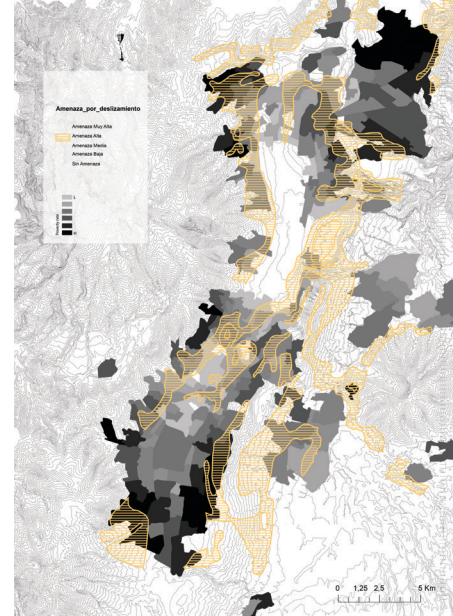 Amenaza_por_deslizamiento
Amenaza Muy Alta
Amenaza Alta
Amenaza Media
Amenaza Baja
Sin Amenaza
L
H
0 1,25 2,5 5 Km